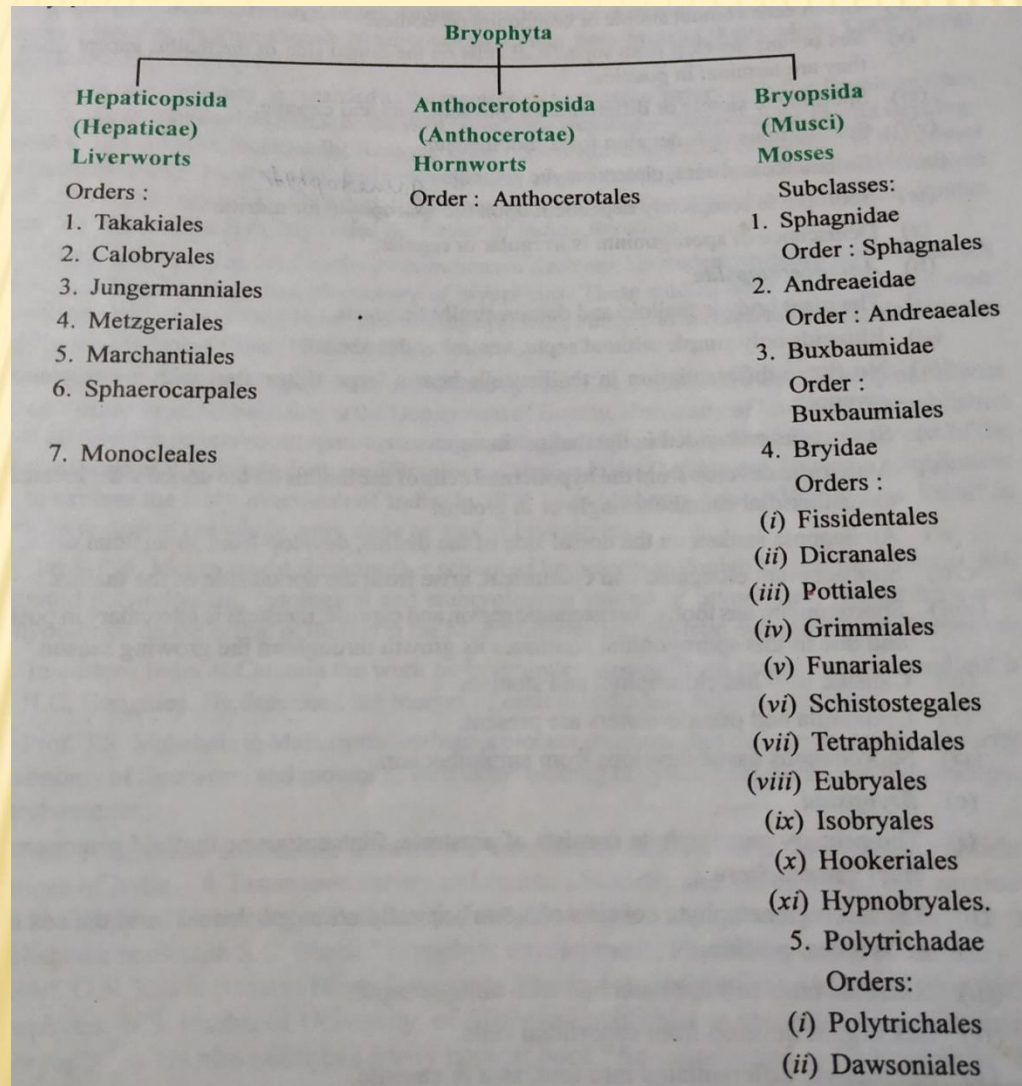 Bryophyta
Hepaticopsida
(Hepaticae)
Liverworts
Orders :
1. Takakiales
2. Calobryales
3. Jungermanniales
4. Metzgeriales
5. Marchantiales
6. Sphaerocarpales
7. Monocleales
Anthocerotopsida
(Anthocerotae)
Hornworts
Order : Anthocerotales
Bryopsida
(Musci)
Mosses
Subclasses:
1. Sphagnidae
Order : Sphagnales
2. Andreaeidae
Order : Andreaeales
3. Buxbaumidae
Order :
Buxbaumiales
4. Bryidae
Orders :
(i) Fissidentales
(ii) Dicranales
(iii) Pottiales
(iv) Grimmiales
(v) Funariales
(vi) Schistostegales
(vii) Tetraphidales
(viii) Eubryales
(ix) Isobryales
(x) Hookeriales
(xi) Hypnobryales.
5. Polytrichadae
Orders:
(i) Polytrichales
(ii) Dawsoniales